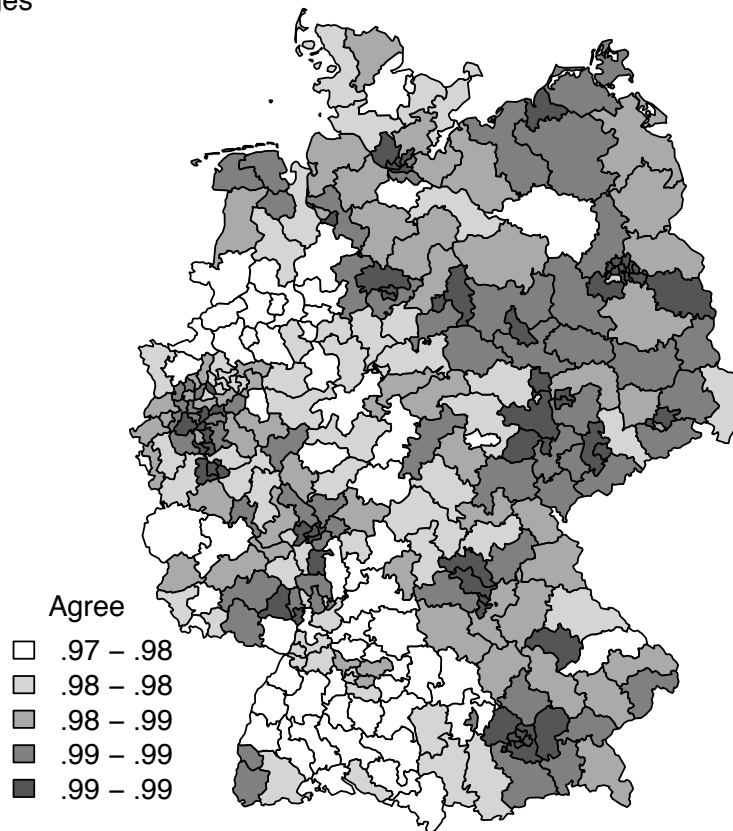 Agree
.97 – .98
.98 – .98
.98 – .99
.99 – .99
.99 – .99